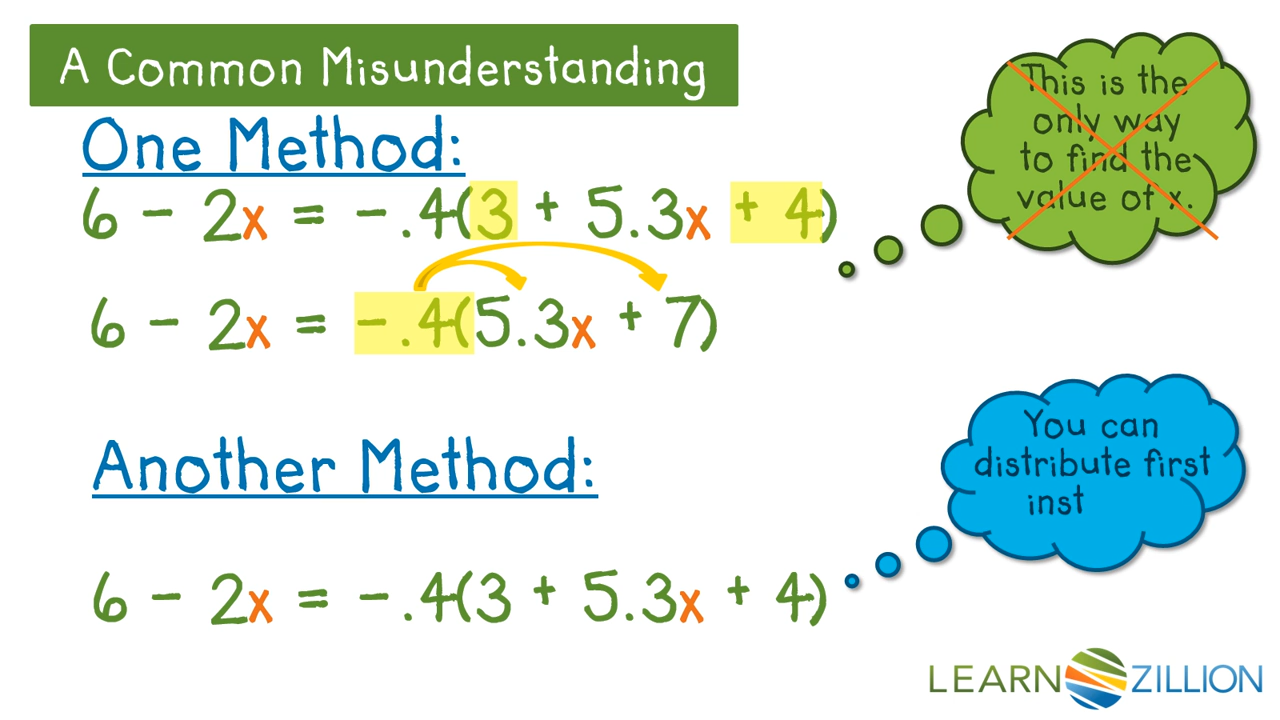 A Common Misunderstanding
One Method:
6 - 2x = - .4(3 + 5.3x + 4)
6 - 2x = - .4(5.3x + 7)
This is the
only way
to find the
value of x.
Another Method:
6 - 2x = - .4(3 + 5.3x + 4)
You can
distribute first
inst
LEARN ZILLION